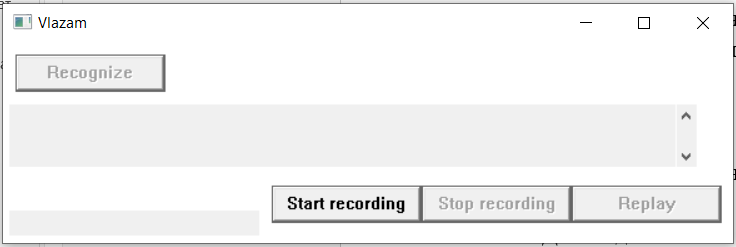 Vlazam
Recognize
Start recording Stop recording Replay